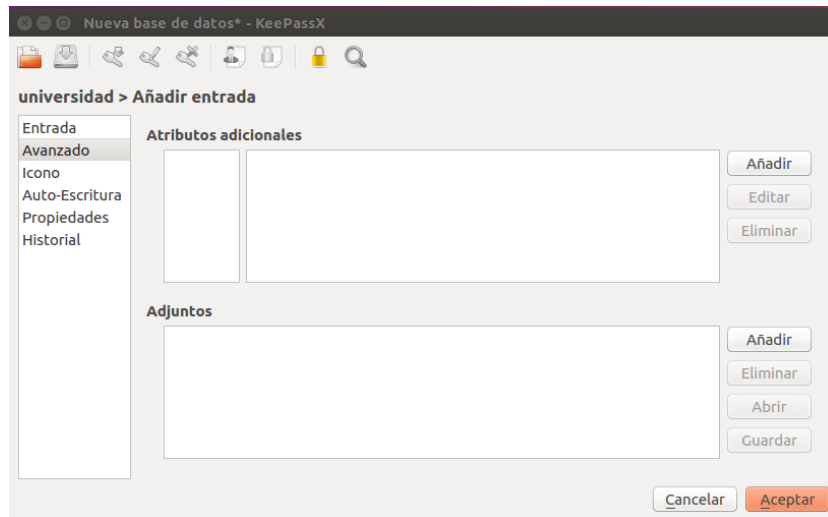 Nueva base de datos* - KeePassX
universidad > Añadir entrada
Entrada
Avanzado
Icono
Auto-Escritura
Propiedades
Historial
Atributos adicionales
Añadir
Editar
Eliminar
Adjuntos
Añadir
Eliminar
Abrir
Guardar
Cancelar
Aceptar